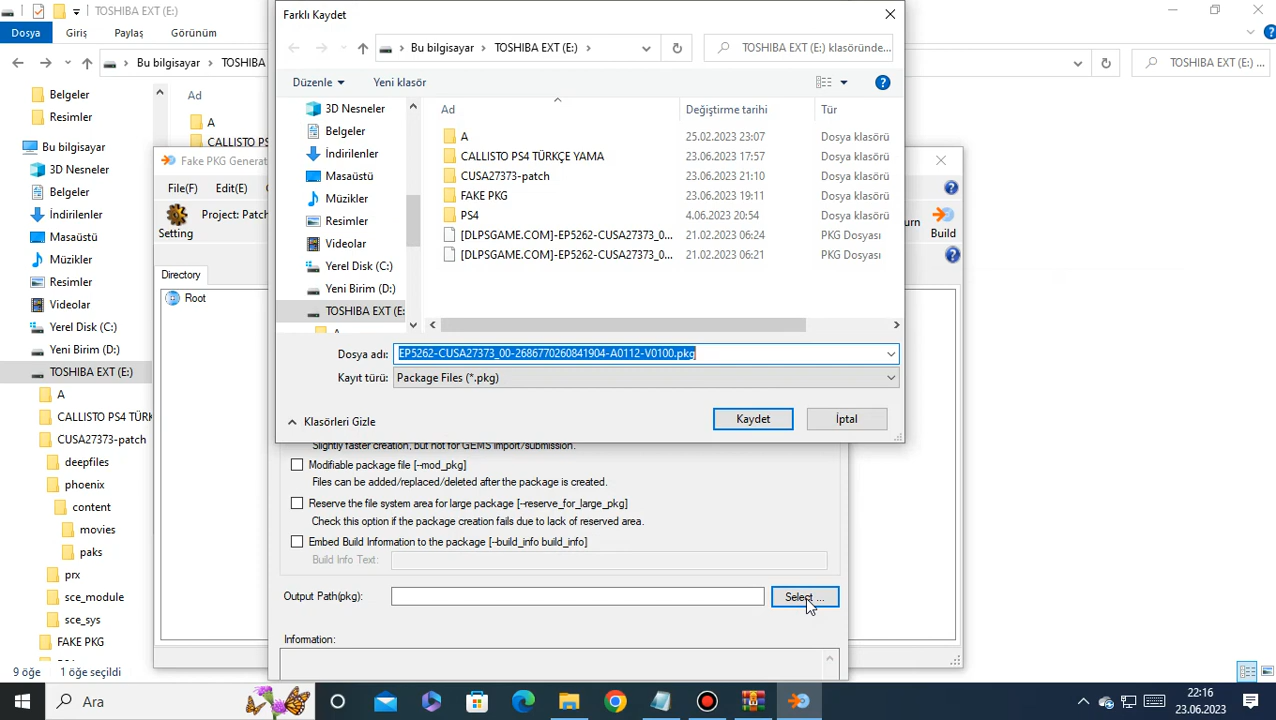 TOSHIBA EXT (E:)
Dosya
Giriş
Paylaş
Görünüm
Bu bilgisayar
TOSHIBA EXT (E:) ...
Belgeler
Resimler
Bu bilgisayar
3D Nesneler
Belgeler
İndirilenler
Masaüstü
Müzikler
Resimler
Videolar
Yerel Disk (C:)
Yeni Birim (D:)
TOSHIBA EXT (E:)
A
CALLISTO PS4 TÜRK
CUSA27373-patch
deepfiles
phoenix
content
movies
paks
prx
sce_module
sce_sys
FAKE PKG
9 öğe
1 öğe seçildi
Ad
A
CALLISTO PS4
Fake PKG Generat
File(F)
Edit(E)
Setting
Project: Patch
Build
Directory
Root
Farklı Kaydet
Bu bilgisayar
TOSHIBA EXT (E:)
TOSHIBA EXT (E:) klasöründe...
Düzenle
Yeni klasör
3D Nesneler
Belgeler
İndirilenler
Masaüstü
Müzikler
Resimler
Videolar
Yerel Disk (C:)
Yeni Birim (D:)
TOSHIBA EXT (E:
Ad
Değiştirme tarihi
Tür
A
25.02.2023 23:07
Dosya klasörü
CALLISTO PS4 TÜRKÇE YAMA
23.06.2023 17:57
Dosya klasörü
CUSA27373-patch
23.06.2023 21:10
Dosya klasörü
FAKE PKG
23.06.2023 19:11
Dosya klasörü
PS4
4.06.2023 20:54
Dosya klasörü
[DLPSGAME.COM]-EP5262-CUSA27373_0...
21.02.2023 06:24
PKG Dosyası
[DLPSGAME.COM]-EP5262-CUSA27373_0...
21.02.2023 06:21
PKG Dosyası
Dosya adı:
EP5262-CUSA27373_00-2686770260841904-A0112-V0100.pkg
Kayıt türü:
Package Files (*.pkg)
Klasörleri Gizle
Kaydet
İptal
Slightly faster creation, but not for GEMS import/submission.
Modifiable package file [--mod_pkg]
Files can be added/replaced/deleted after the package is created.
Reserve the file system area for large package [--reserve_for_large_pkg]
Check this option if the package creation fails due to lack of reserved area.
Embed Build Information to the package [--build_info build_info]
Build Info Text:
Output Path(pkg):
Select ...
Information:
Ara
22:16
23.06.2023